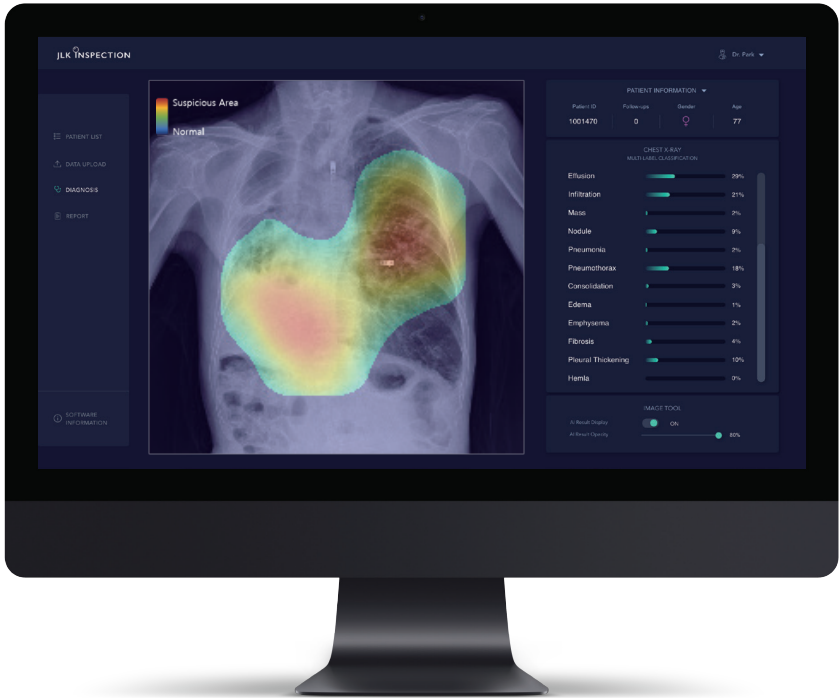 JLK INSPECTION
Dr. Park
PATIENT LIST
DATA UPLOAD
DIAGNOSIS
REPORT
SOFTWARE
INFORMATION
Suspicious Area
Normal
PATIENT INFORMATION
Patient ID Follow-ups Gender Age
1001470 0 77
CHEST X-RAY
MULTI LABEL CLASSIFICATION
Effusion 29%
Infiltration 21%
Mass 2%
Nodule 9%
Pneumonia 2%
Pneumothorax 18%
Consolidation 3%
Edema 1%
Emphysema 2%
Fibrosis 4%
Pleural Thickening 10%
Hernia 0%
IMAGE TOOL
AI Result Display ON
AI Result Opacity 80%